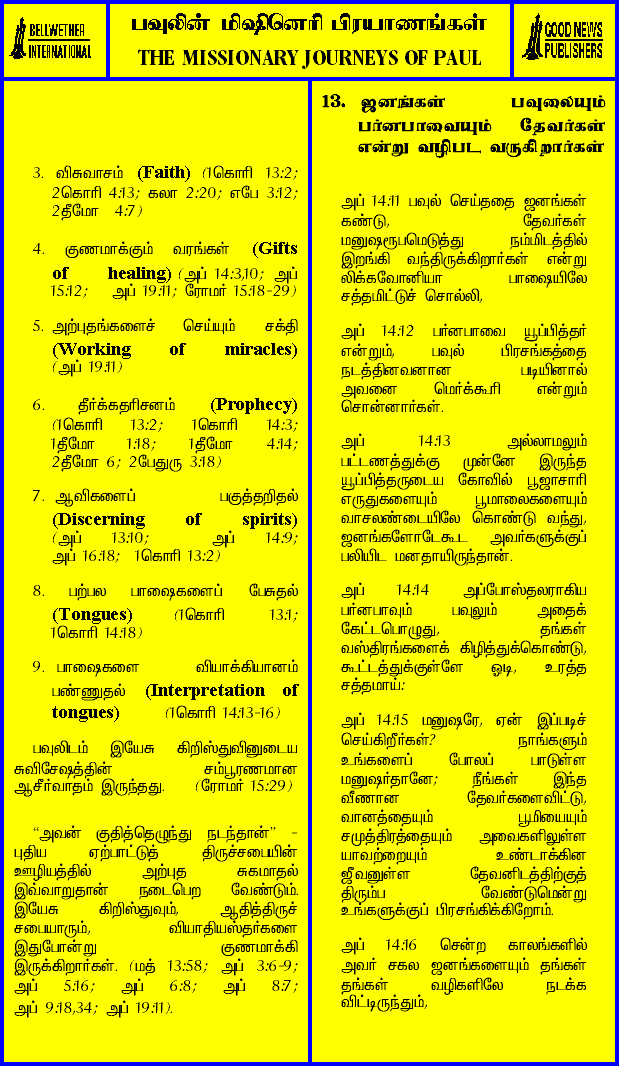 BELLWETHER
INTERNATIONAL
பவுலின் மிஷினெரி பிரயாணங்கள்
THE MISSIONARY JOURNEYS OF PAUL
GOOD NEWS
PUBLISHERS
3. விசுவாசம் (Faith) (1கொரி 13:2;
2கொரி 4:13; கலா 2:20; எபே 3:12;
2தீமோ 4:7)
4. குணமாக்கும் வரங்கள் (Gifts
of healing) (அப் 14:3,10; அப்
15:12; அப் 19:11; ரோமர் 15:18-29)
5. அற்புதங்களைச் செய்யும் சக்தி
(Working of miracles)
(அப் 19:11)
6. தீர்க்கதரிசனம் (Prophecy)
(1கொரி 13:2; 1கொரி 14:3;
1தீமோ 1:18; 1தீமோ 4:14;
2தீமோ 6; 2பேதுரு 3:18)
7. ஆவிகளைப் பகுத்தறிதல்
(Discerning of spirits)
(அப் 13:10; அப் 14:9;
அப் 16:18; 1கொரி 13:2)
8. பற்பல பாஷைகளைப் பேசுதல்
(Tongues) (1கொரி 13:1;
1கொரி 14:18)
9. பாஷைகளை வியாக்கியானம்
பண்ணுதல் (Interpretation of
tongues) (1கொரி 14:13-16)
பவுலிடம் இயேசு கிறிஸ்துவினுடைய
சுவிசேஷத்தின் சம்பூரணமான
ஆசீர்வாதம் இருந்தது. (ரோமர் 15:29)
“அவன் குதித்தெழுந்து நடந்தான்” -
புதிய ஏற்பாட்டுத் திருச்சபையின்
ஊழியத்தில் அற்புத சுகமாதல்
இவ்வாறுதான் நடைபெற வேண்டும்.
இயேசு கிறிஸ்துவும், ஆதித்திருச்
சபையாரும், வியாதியஸ்தர்களை
இதுபோன்று குணமாக்கி
இருக்கிறார்கள். (மத் 13:58; அப் 3:6-9;
அப் 5:16; அப் 6:8; அப் 8:7;
அப் 9:18,34; அப் 19:11).
13. ஜனங்கள் பவுலையும்
பர்னபாவையும் தேவர்கள்
என்று வழிபட வருகிறார்கள்
அப் 14:11 பவுல் செய்ததை ஜனங்கள்
கண்டு, தேவர்கள்
மனுஷரூபமெடுத்து நம்மிடத்தில்
இறங்கி வந்திருக்கிறார்கள் என்று
லிக்கவோனியா பாஷையிலே
சத்தமிட்டுச் சொல்லி,
அப் 14:12 பர்னபாவை யூப்பித்தர்
என்றும், பவுல் பிரசங்கத்தை
நடத்தினவனான படியினால்
அவனை மெர்க்கூரி என்றும்
சொன்னார்கள்.
அப் 14:13 அல்லாமலும்
பட்டணத்துக்கு முன்னே இருந்த
யூப்பித்தருடைய கோவில் பூஜாசாரி
எருதுகளையும் பூமாலைகளையும்
வாசலண்டையிலே கொண்டு வந்து,
ஜனங்களோடேகூட அவர்களுக்குப்
பலியிட மனதாயிருந்தான்.
அப் 14:14 அப்போஸ்தலராகிய
பர்னபாவும் பவுலும் அதைக்
கேட்டபொழுது, தங்கள்
வஸ்திரங்களைக் கிழித்துக்கொண்டு,
கூட்டத்துக்குள்ளே ஓடி, உரத்த
சத்தமாய்:
அப் 14:15 மனுஷரே, ஏன் இப்படிச்
செய்கிறீர்கள்? நாங்களும்
உங்களைப் போலப் பாடுள்ள
மனுஷர்தானே; நீங்கள் இந்த
வீணான தேவர்களைவிட்டு,
வானத்தையும் பூமியையும்
சமுத்திரத்தையும் அவைகளிலுள்ள
யாவற்றையும் உண்டாக்கின
ஜீவனுள்ள தேவனிடத்திற்குத்
திரும்ப வேண்டுமென்று
உங்களுக்குப் பிரசங்கிக்கிறோம்.
அப் 14:16 சென்ற காலங்களில்
அவர் சகல ஜனங்களையும் தங்கள்
தங்கள் வழிகளிலே நடக்க
விட்டிருந்தும்,